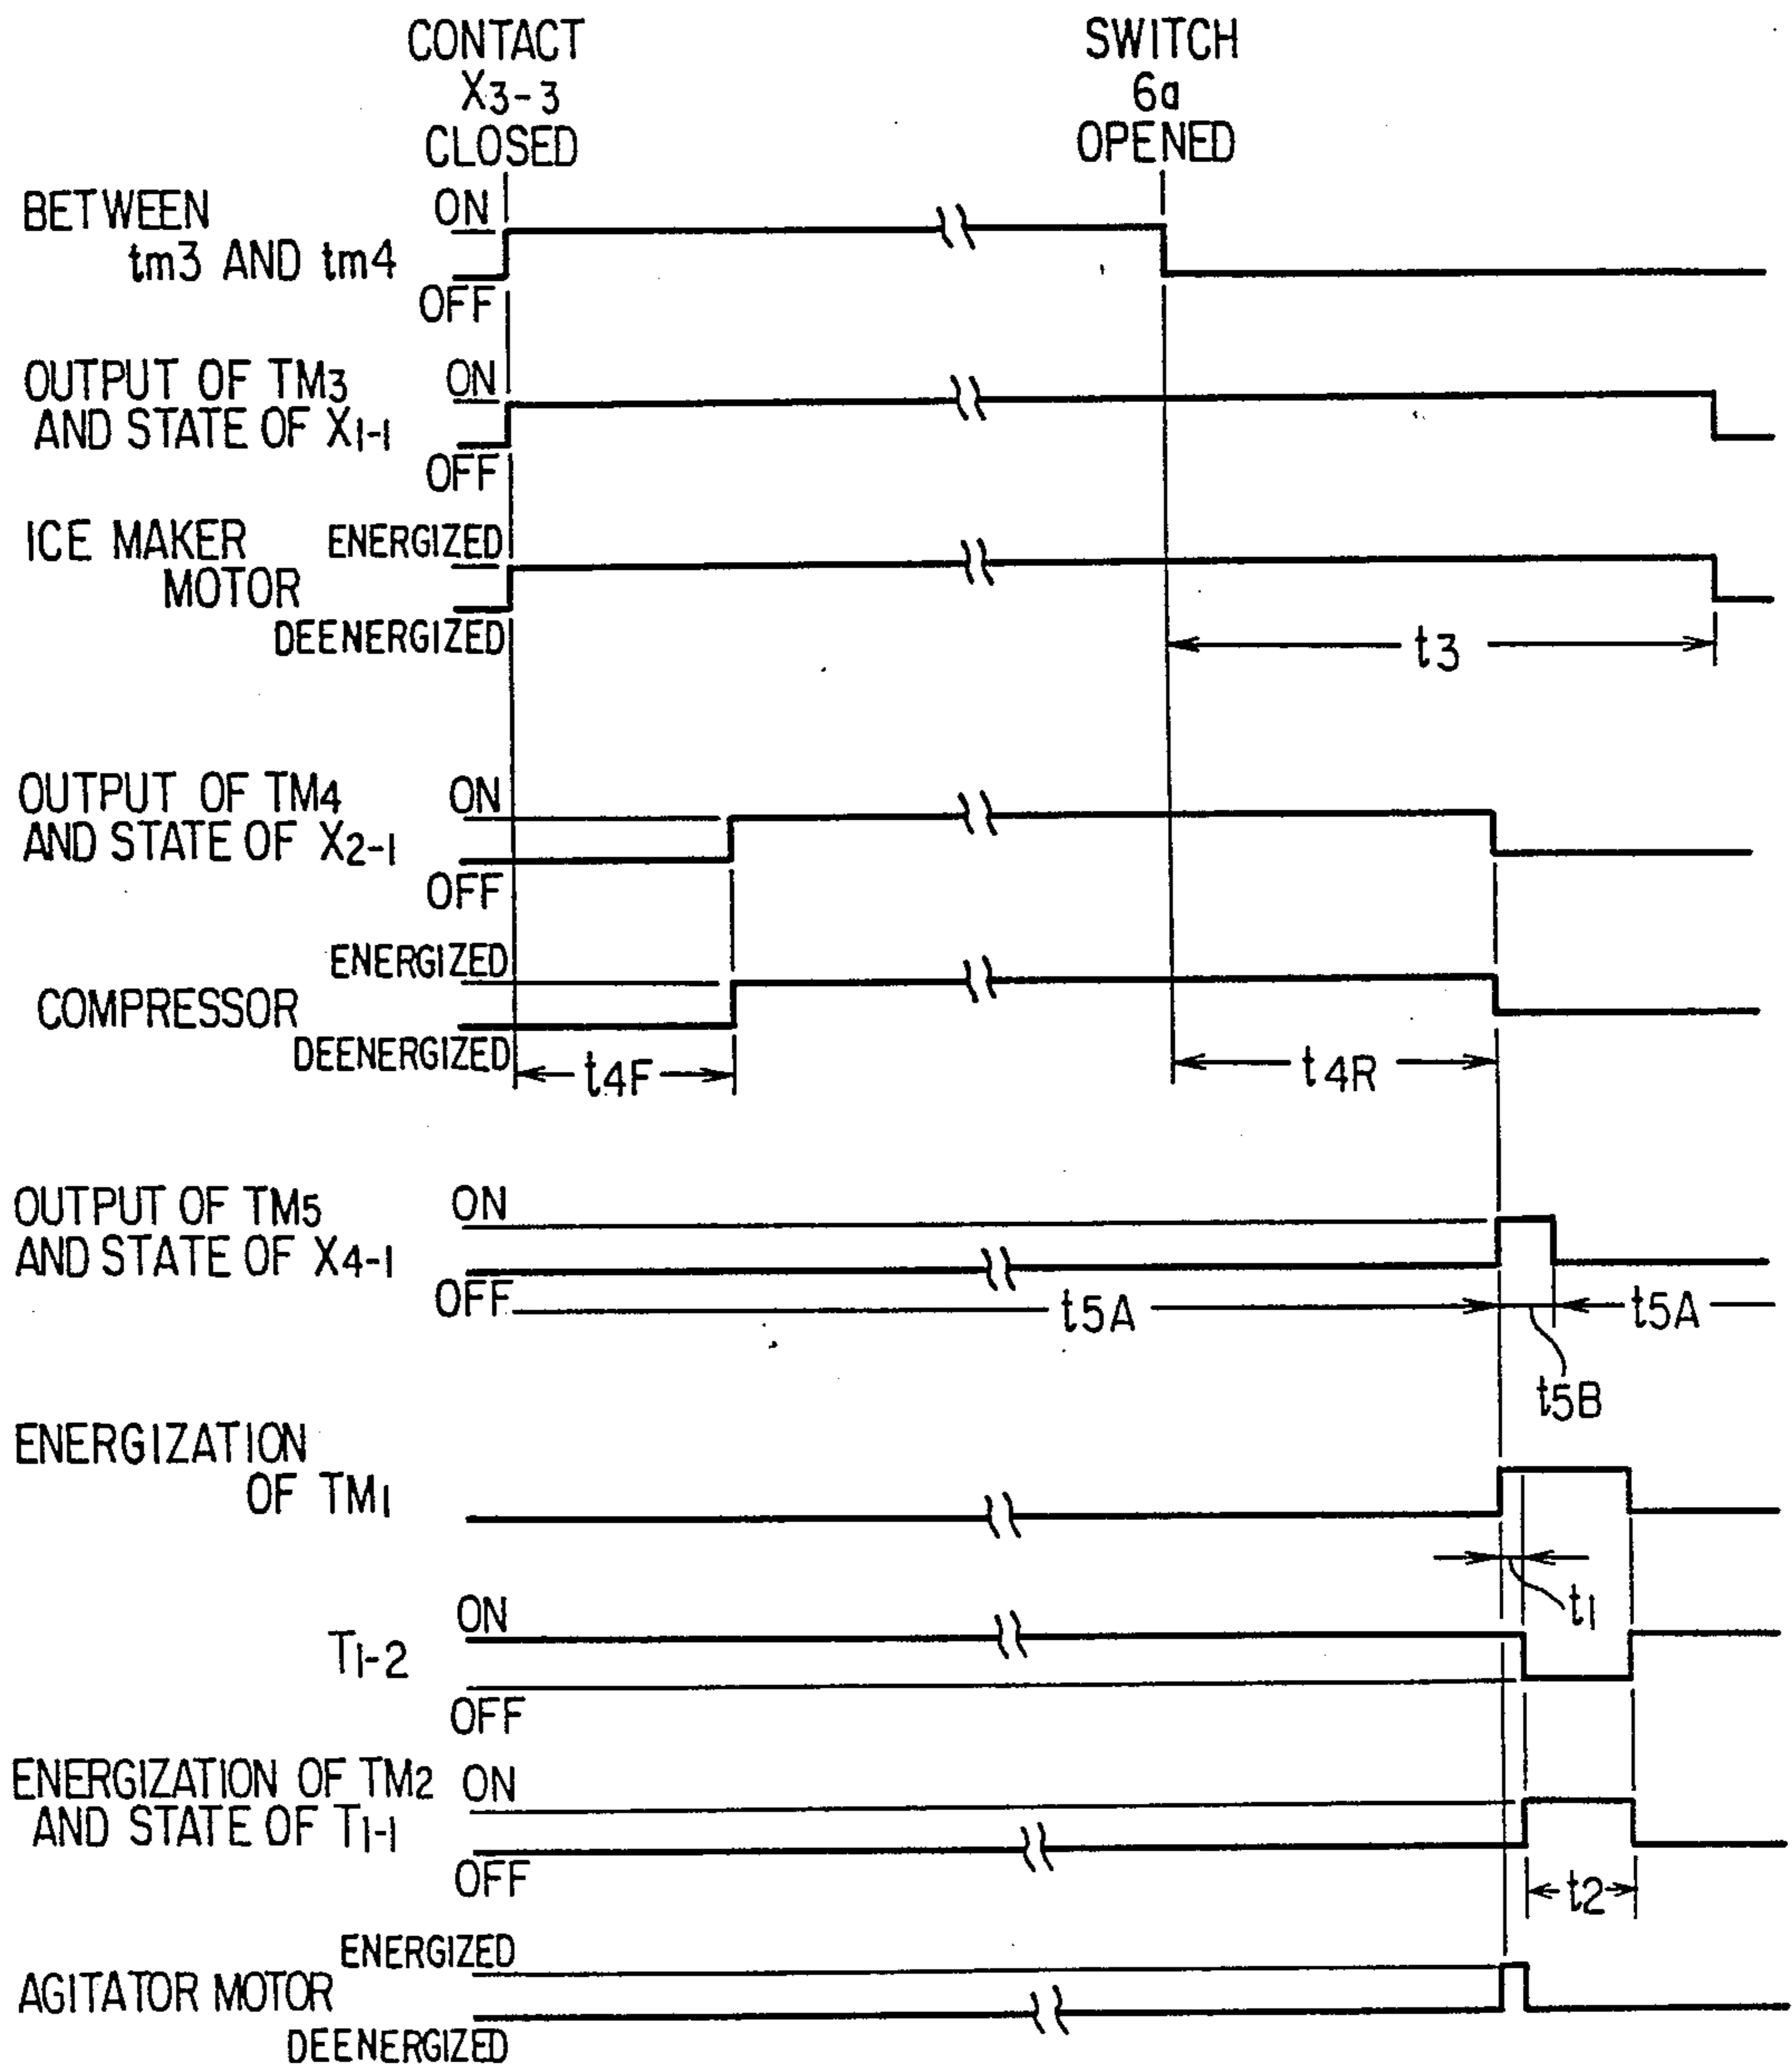 CONTACT
X3-3
CLOSED
SWITCH
6a
OPENED
BETWEEN
tm3 AND tm4
ON
OFF
OUTPUT OF TM3
AND STATE OF X1-1
ON
OFF
ICE MAKER
MOTOR
ENERGIZED
DEENERGIZED
t3
OUTPUT OF TM4
AND STATE OF X2-1
ON
OFF
COMPRESSOR
ENERGIZED
DEENERGIZED
t4F
t4R
OUTPUT OF TM5
AND STATE OF X4-1
ON
OFF
t5A
t5A
t5B
ENERGIZATION
OF TM1
t1
T1-2
ON
OFF
ENERGIZATION OF TM2
AND STATE OF T1-1
ON
OFF
t2
AGITATOR MOTOR
ENERGIZED
DEENERGIZED